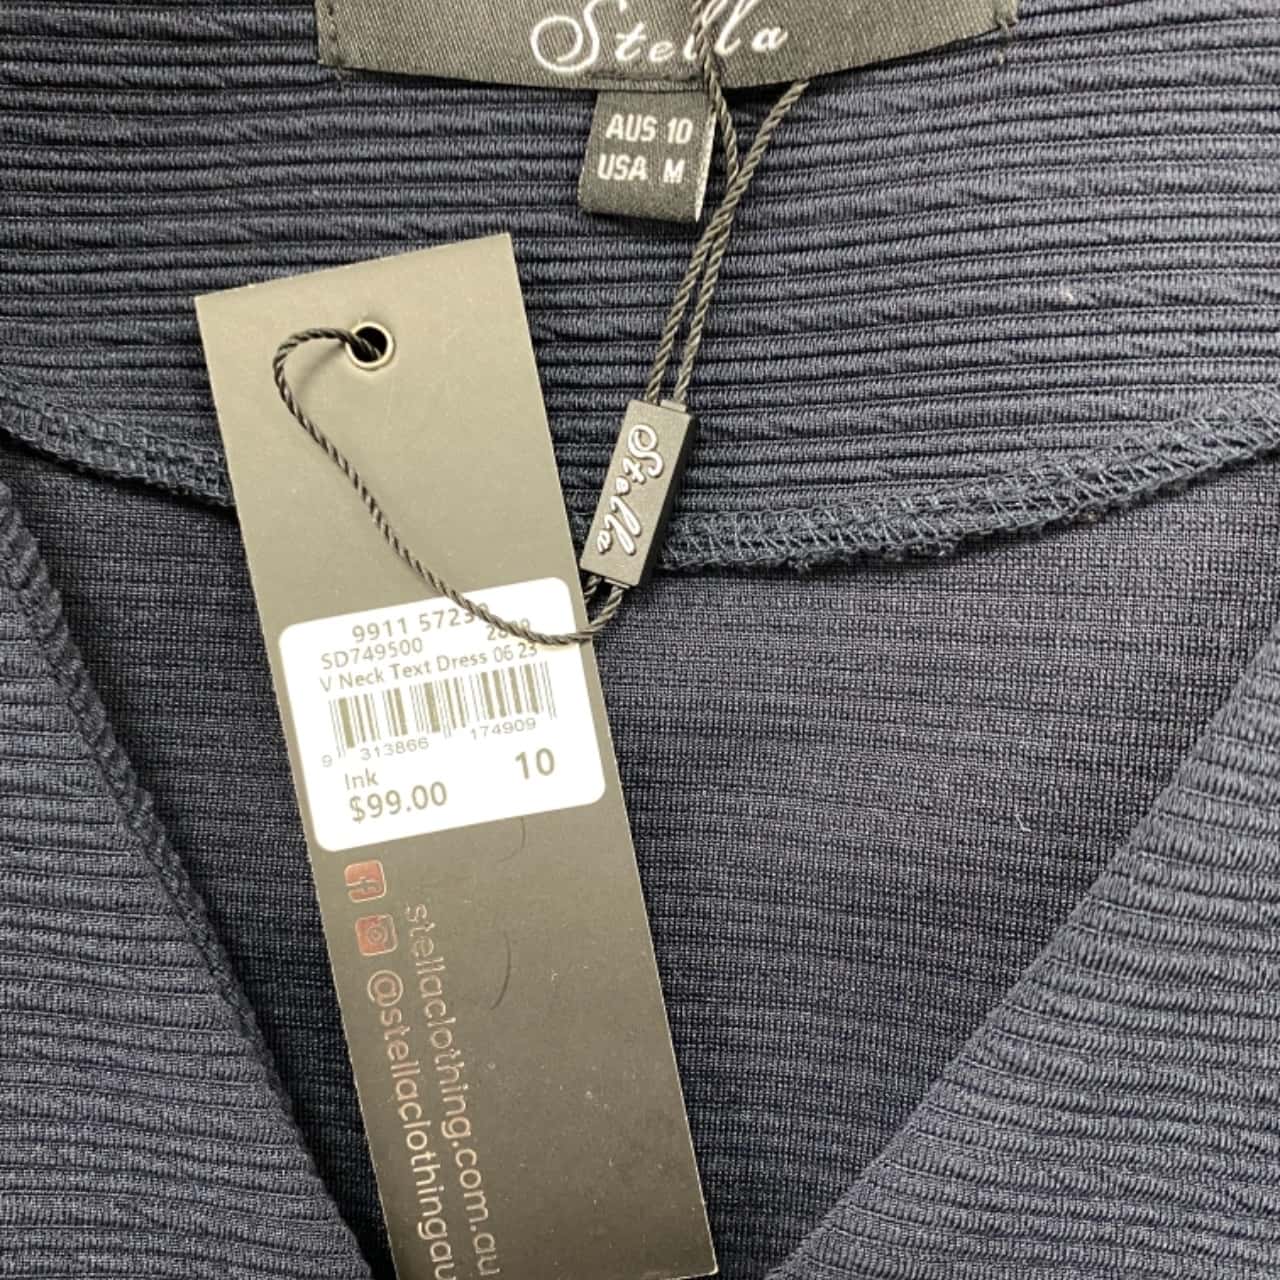 Stella
AUS 10
USA M
Stella
9911
SD749500
V Neck Text Dress 06 23
9 313866 174909
Ink 10
$99.00
stellaclothing.com.au
@stellaclothingau